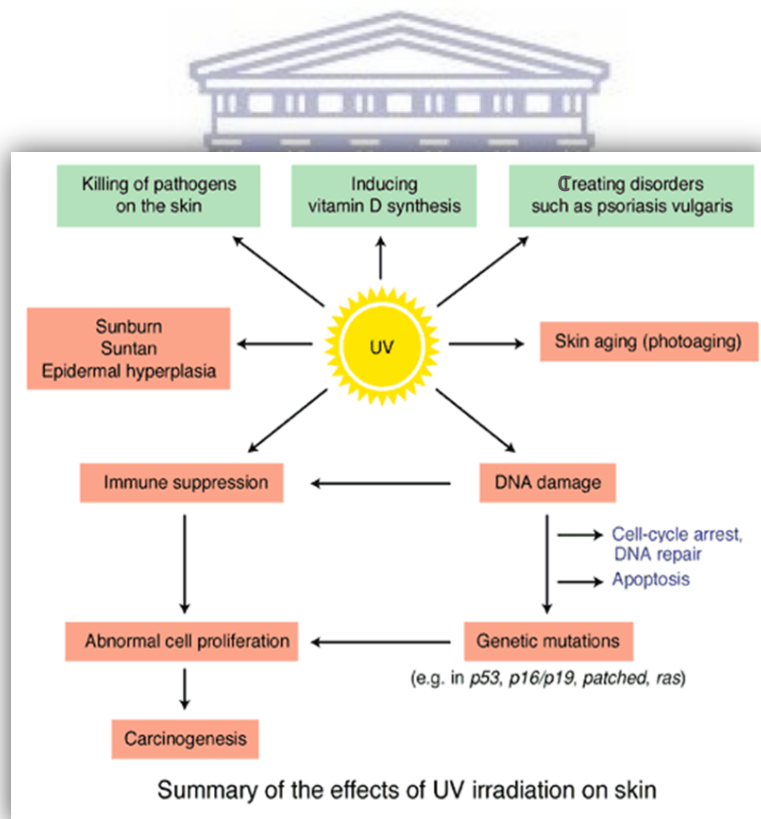 Killing of pathogens
on the skin
Inducing
vitamin D synthesis
ℂreating disorders
such as psoriasis vulgaris
Sunburn
Suntan
Epidermal hyperplasia
UV
Skin aging (photoaging)
Immune suppression
DNA damage
Cell-cycle arrest,
DNA repair
Apoptosis
Abnormal cell proliferation
Genetic mutations
(e.g. in p53, p16/p19, patched, ras)
Carcinogenesis
Summary of the effects of UV irradiation on skin